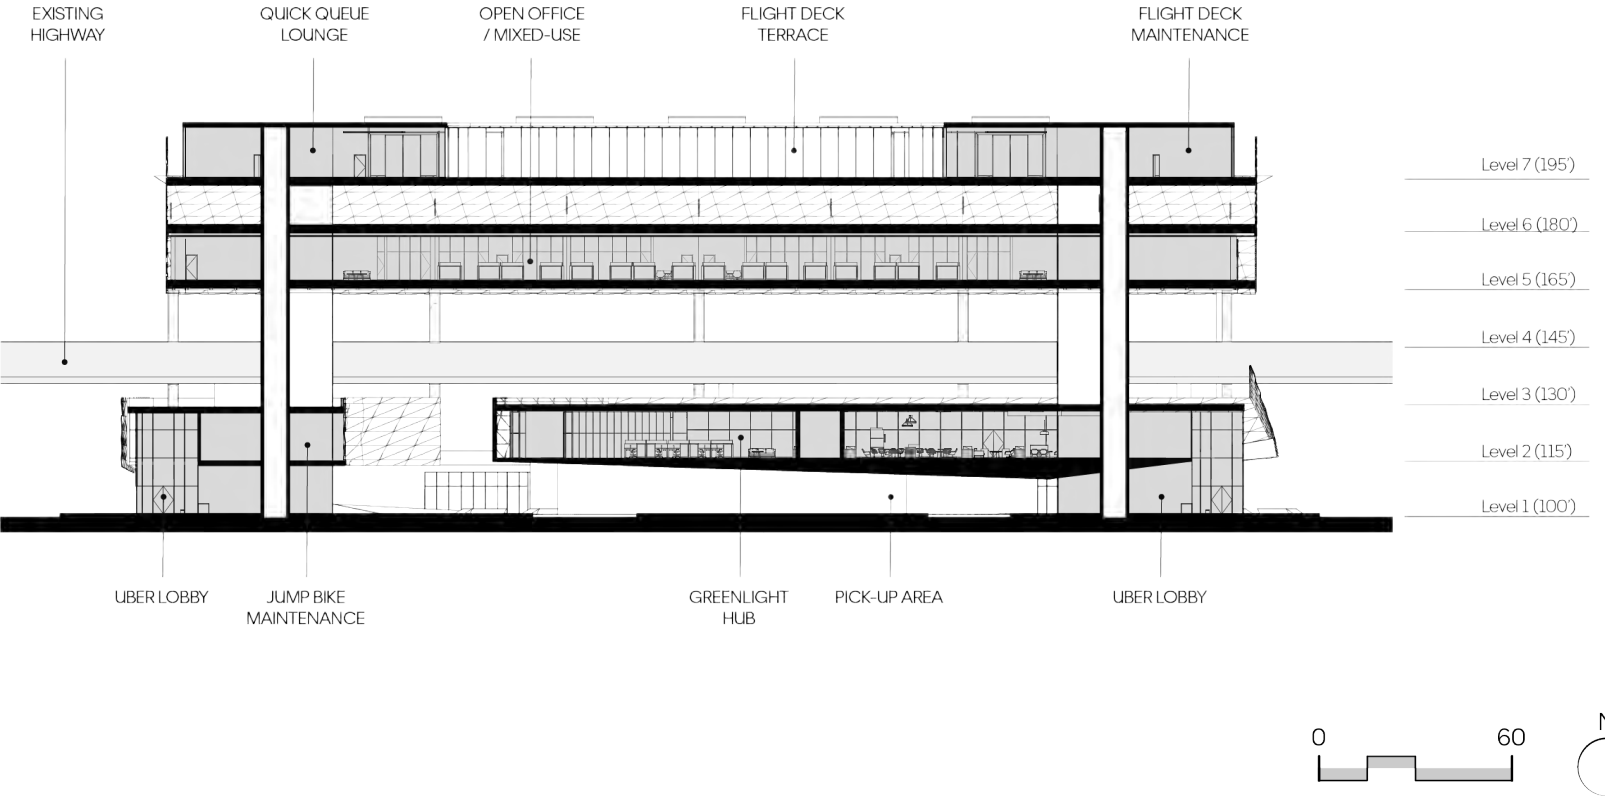 EXISTING
HIGHWAY
QUICK QUEUE
LOUNGE
OPEN OFFICE
/ MIXED-USE
FLIGHT DECK
TERRACE
FLIGHT DECK
MAINTENANCE
Level 7 (195')
Level 6 (180')
Level 5 (165')
Level 4 (145')
Level 3 (130')
Level 2 (115')
Level 1 (100')
UBER LOBBY
JUMP BIKE
MAINTENANCE
GREENLIGHT
HUB
PICK-UP AREA
UBER LOBBY
0 60